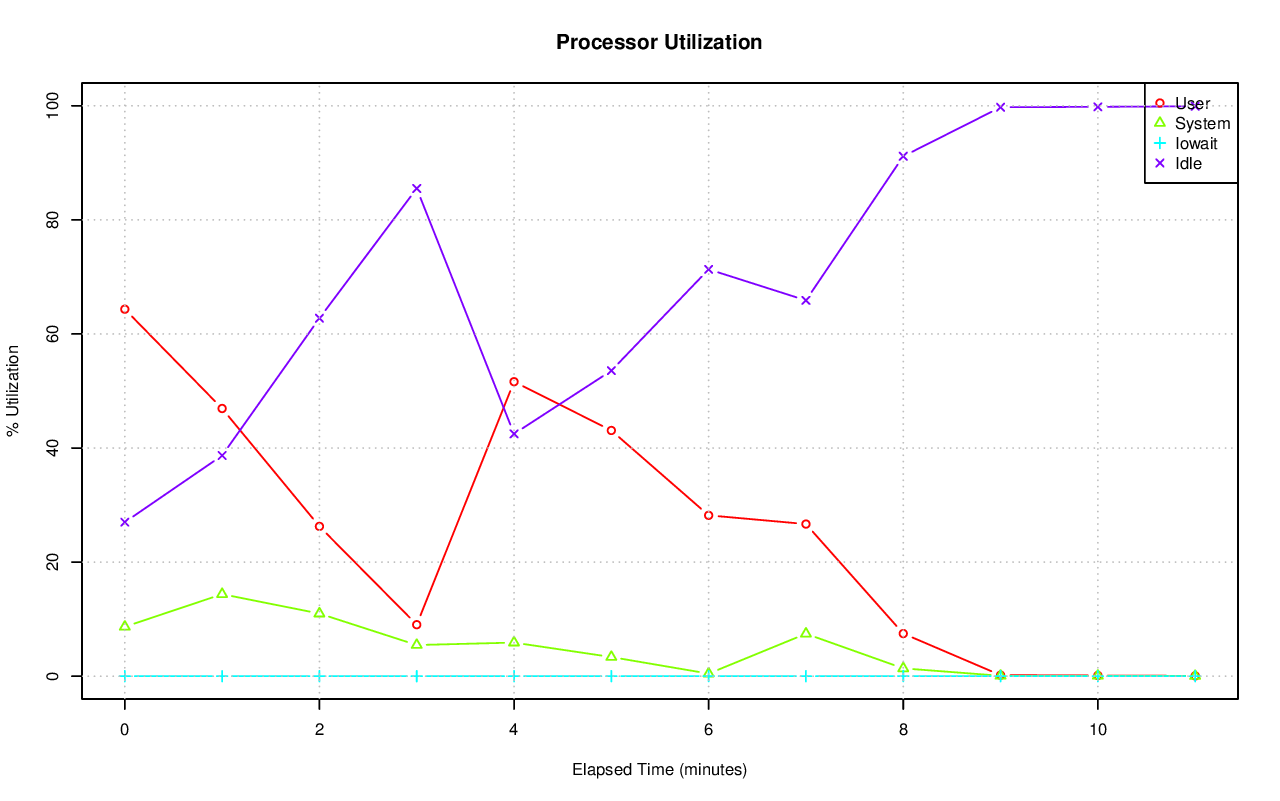 Processor Utilization
% Utilization
100
80
60
40
20
0
User
System
Iowait
Idle
0 2 4 6 8 10
Elapsed Time (minutes)